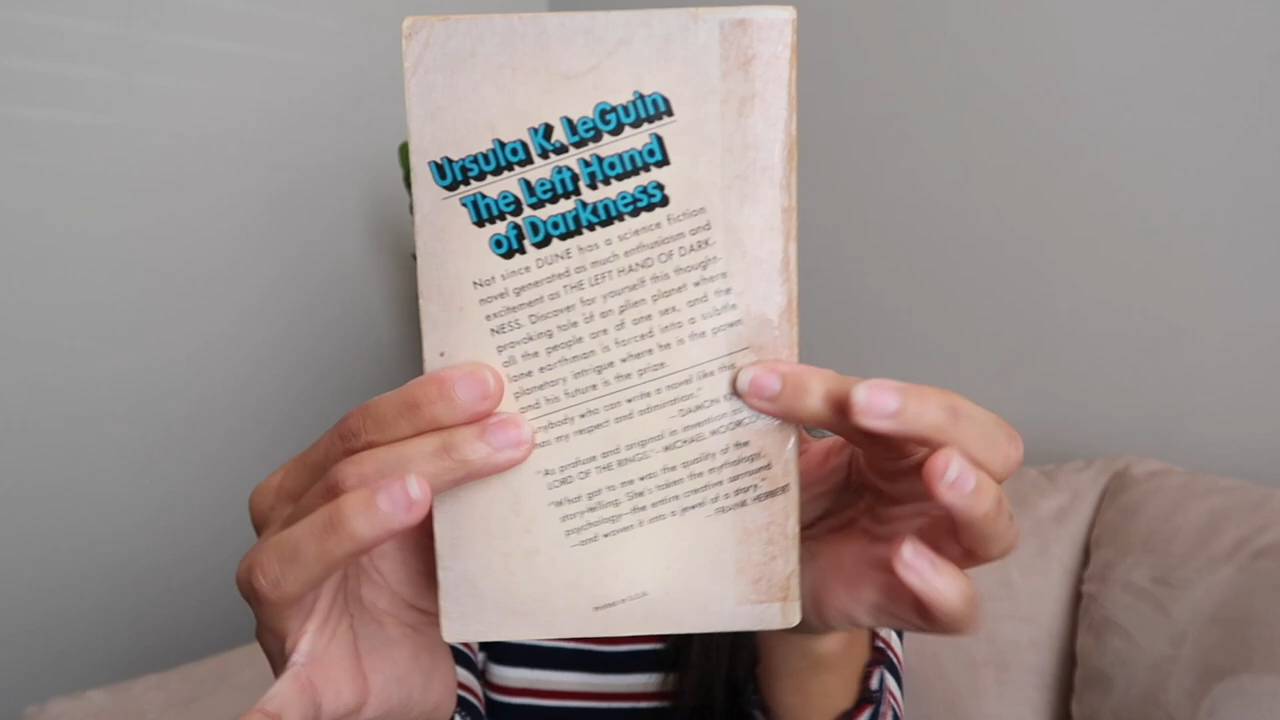 Ursula K. LeGuin
The Left Hand
of Darkness
Not since DUNE has a science fiction
novel generated as much enthusiasm and
excitement as THE LEFT HAND OF DARK-
NESS. Discover for yourself this thought-
provoking tale of an alien planet where
all the people are of one sex, and the
lone earthman is forced into a subtle
planetary intrigue where he is the pawn
and his future is the prize.
can write a novel like this
has my respect and admiration."
—DAMON
"As profuse and original in invention as
LORD OF THE RINGS."—MICHAEL MOORCOCK
"What got to me was the quality of the
story-telling. She's taken the mythology,
psychology—the entire creative surround
—and woven it into a jewel of a story."
—FRANK HERBERT
PRINTED IN U.S.A.